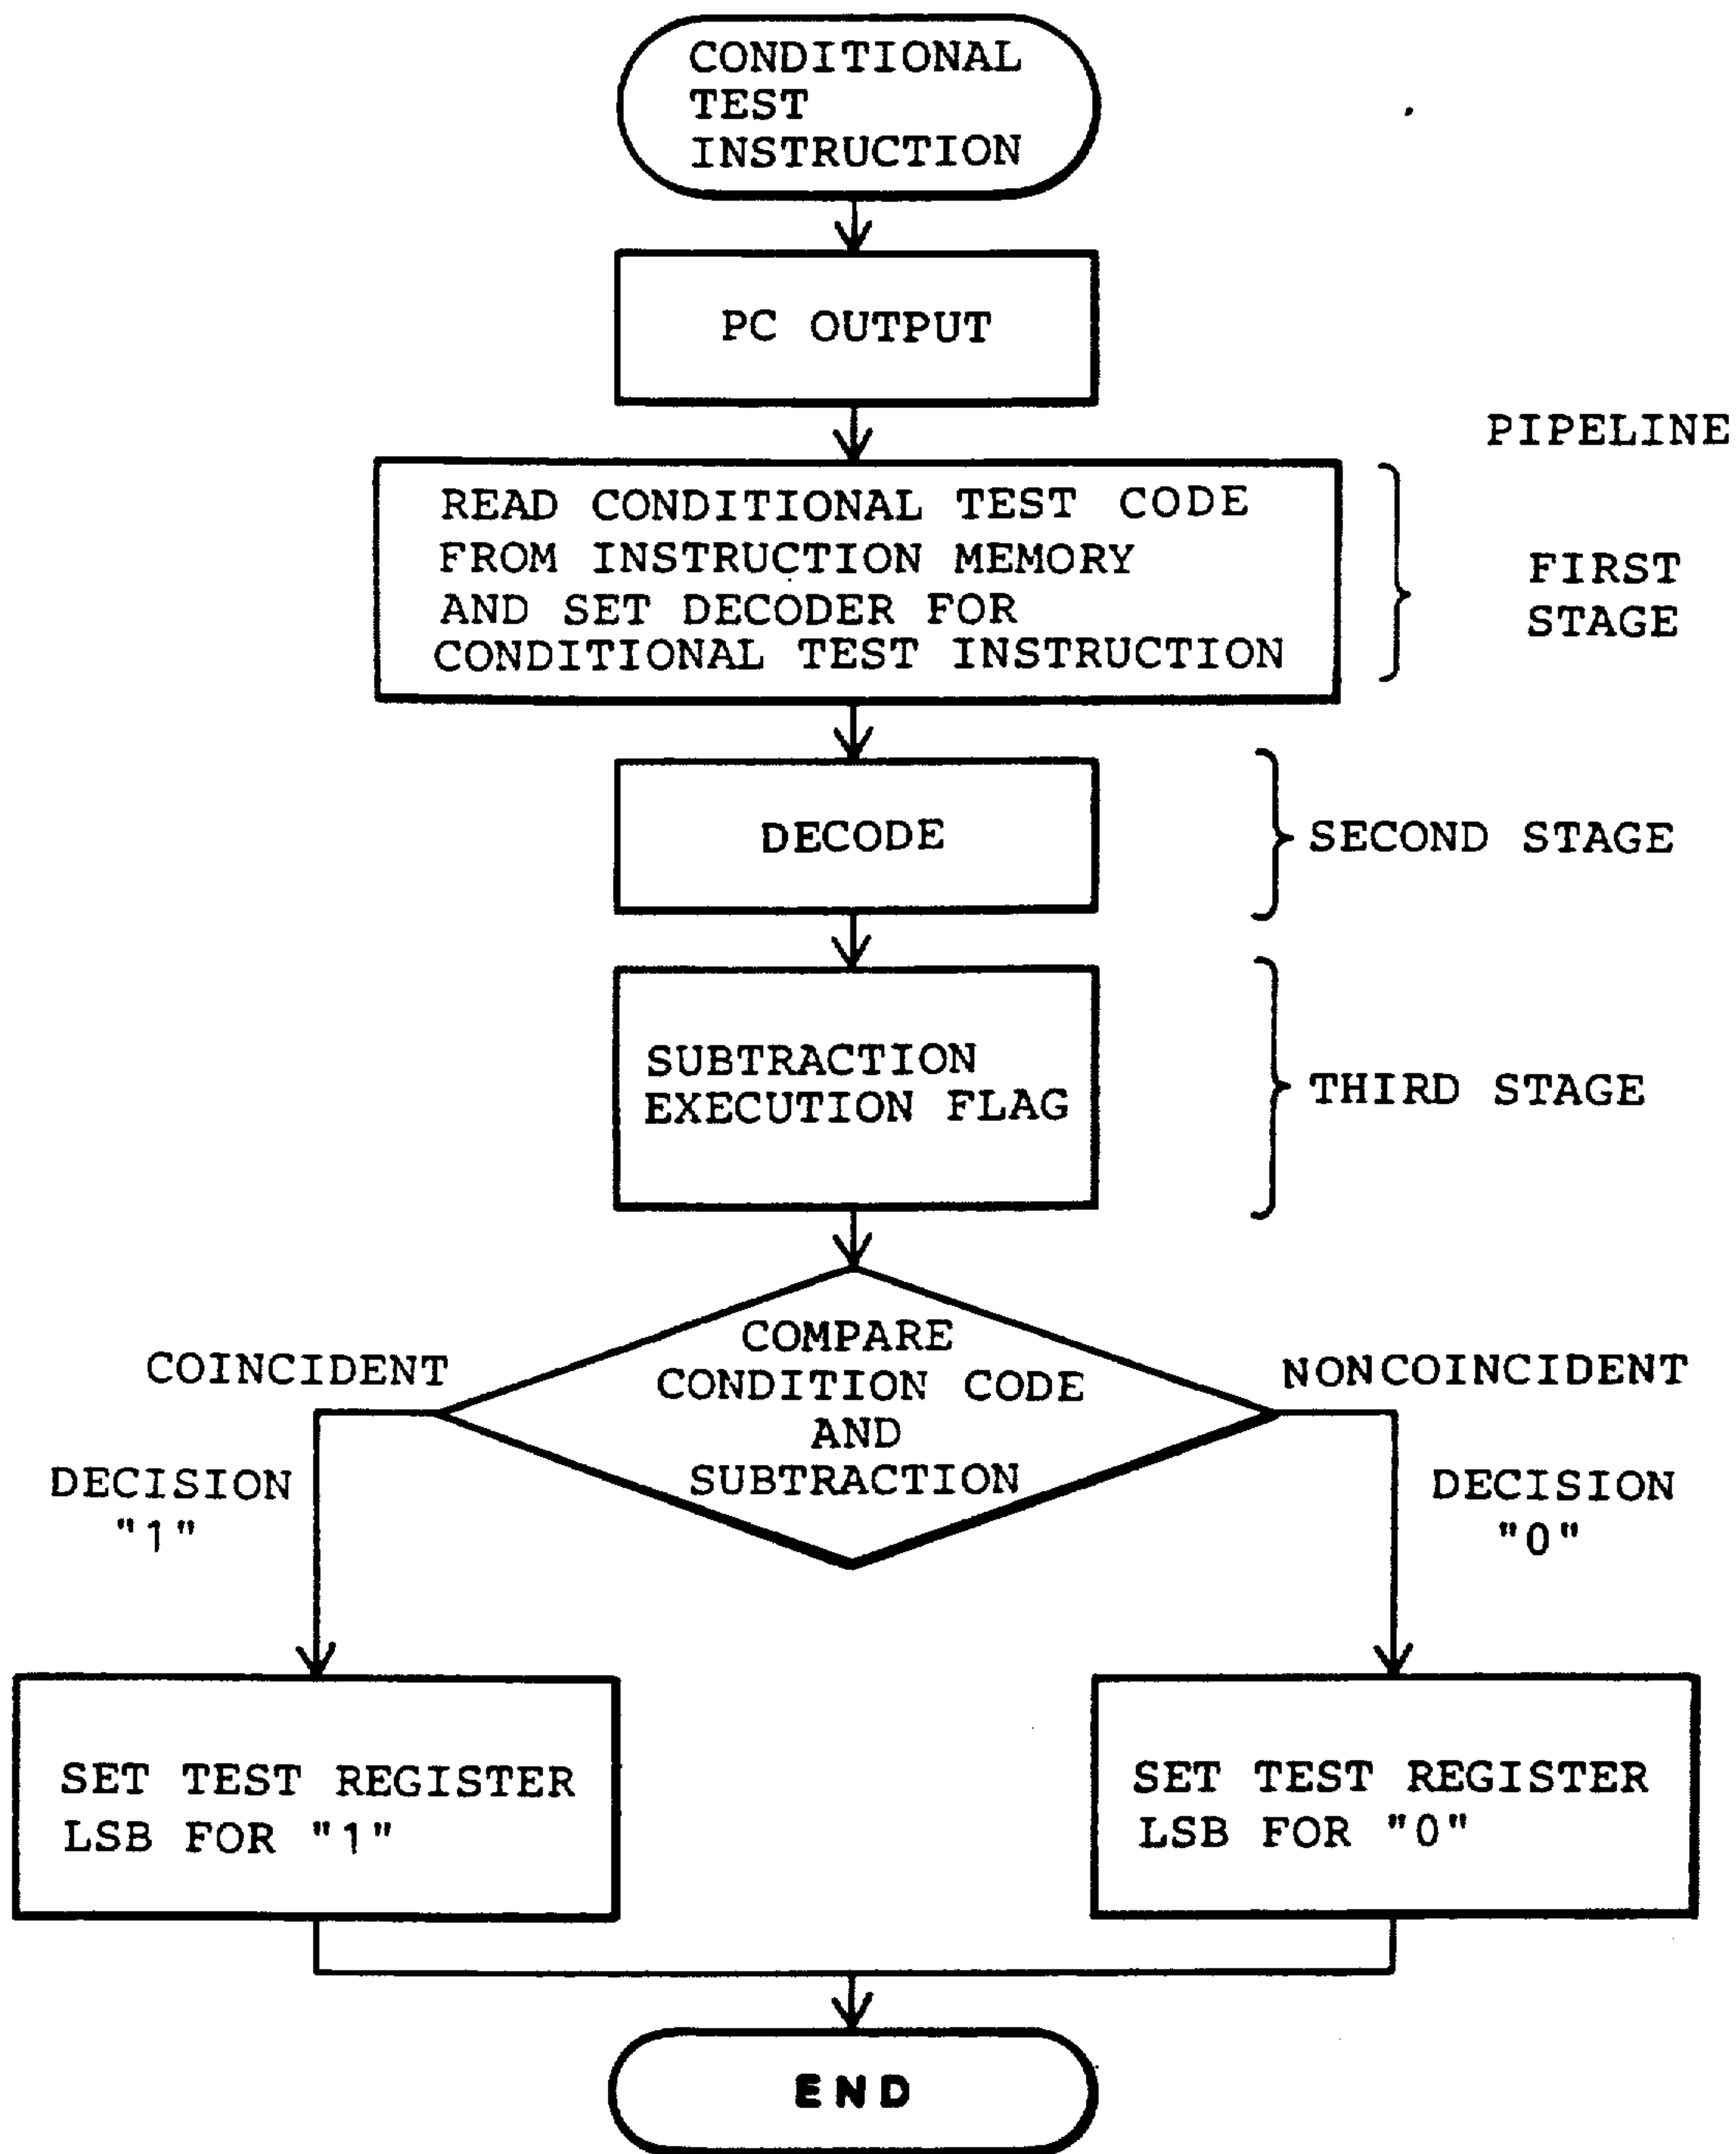 CONDITIONAL
TEST
INSTRUCTION
PC OUTPUT
PIPELINE
READ CONDITIONAL TEST CODE
FROM INSTRUCTION MEMORY
AND SET DECODER FOR
CONDITIONAL TEST INSTRUCTION
FIRST
STAGE
DECODE
SECOND STAGE
SUBTRACTION
EXECUTION FLAG
THIRD STAGE
COMPARE
CONDITION CODE
AND
SUBTRACTION
COINCIDENT
DECISION
"1"
NONCOINCIDENT
DECISION
"0"
SET TEST REGISTER
LSB FOR "1"
SET TEST REGISTER
LSB FOR "0"
END